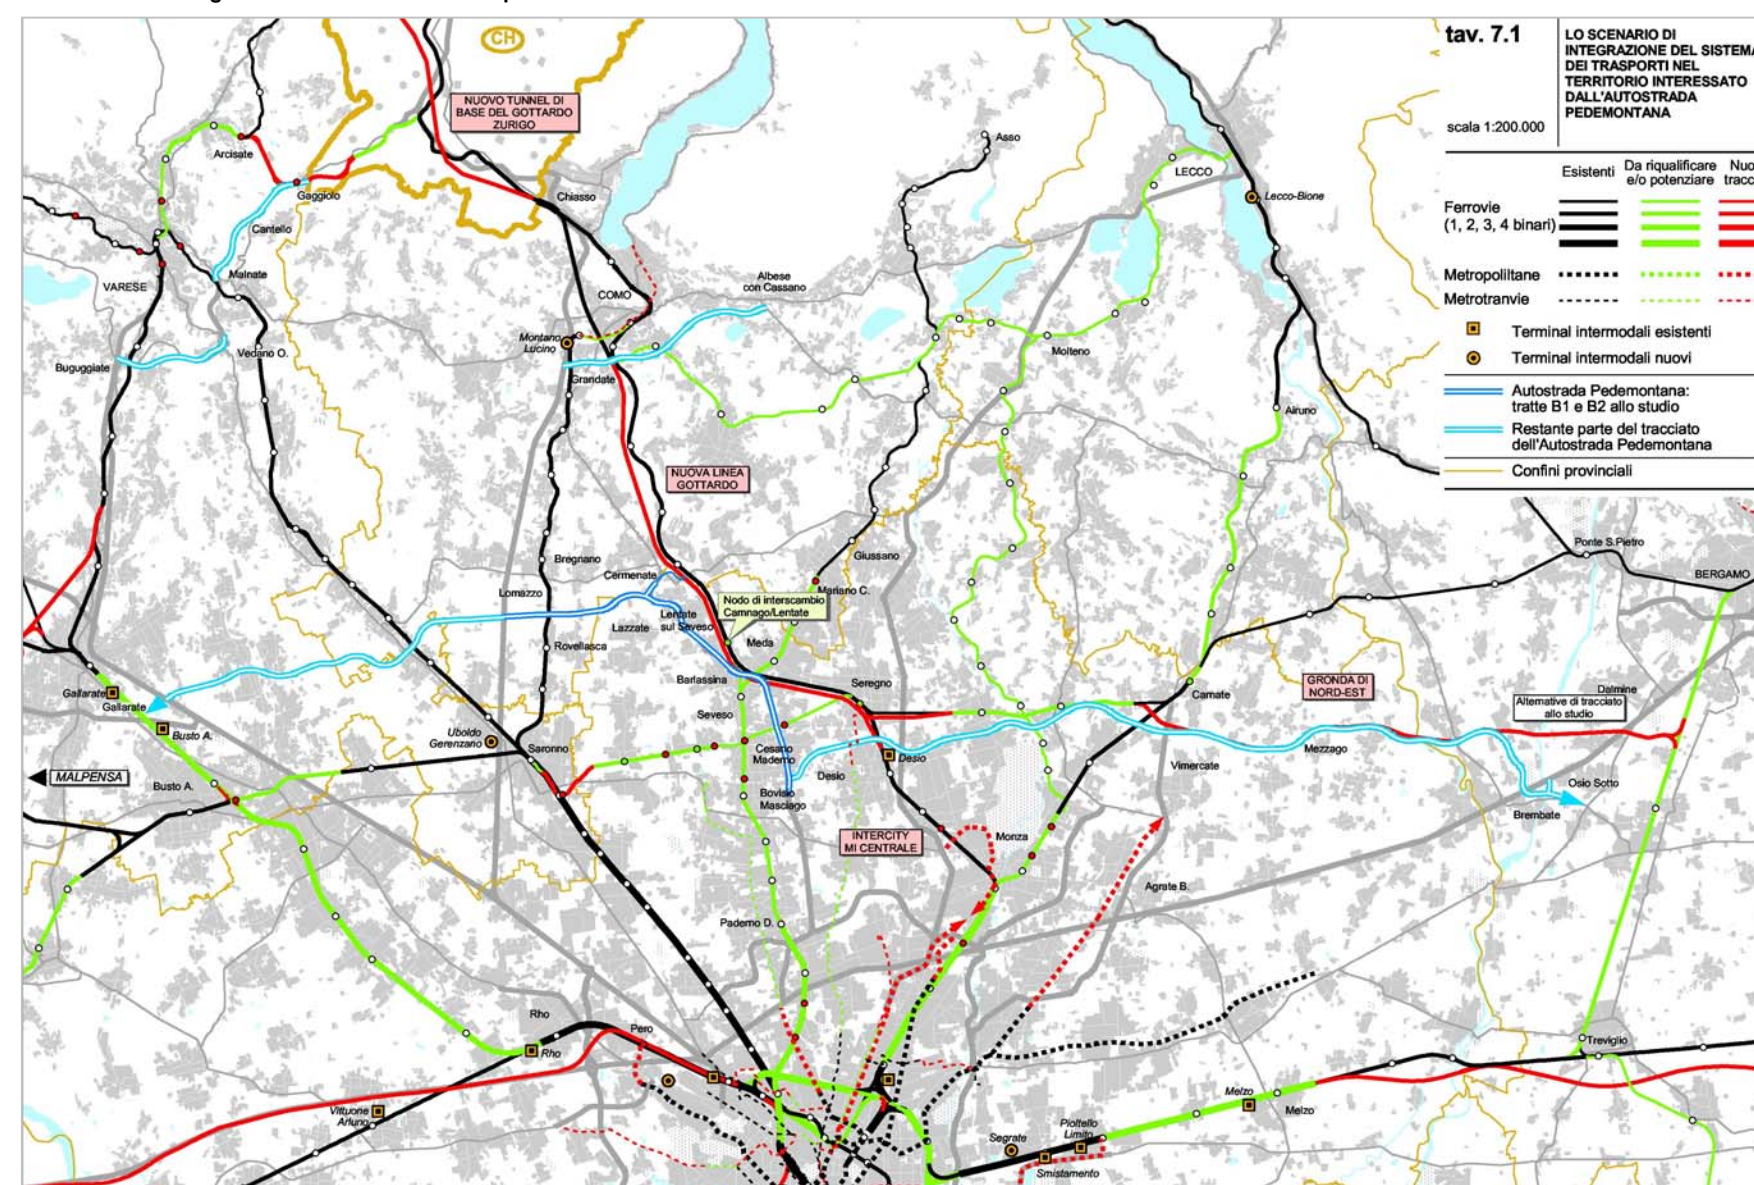 tav. 7.1
LO SCENARIO DI
INTEGRAZIONE DEL SISTEMA
DEI TRASPORTI NEL
TERRITORIO INTERESSATO
DALL'AUTOSTRADA
PEDEMONTANA
scala 1:200.000
Esistenti
Da riqualificare
e/o potenziare
Ferrovie
(1, 2, 3, 4 binari)
Metropoliltane
Metrotranvie
Terminal intermodali esistenti
Terminal intermodali nuovi
Autostrada Pedemontana:
tratte B1 e B2 allo studio
Restante parte del tracciato
dell'Autostrada Pedemontana
Confini provinciali
CH
NUOVO TUNNEL DI
BASE DEL GOTTARDO
ZURIGO
Arcisate
Gaggiolo
Cantello
Chiasso
Asso
LECCO
Lecco-Bione
Malnate
VARESE
COMO
Albese
con Cassano
Montano
Lucino
Vedano O.
Buguggiate
Grandate
Molteno
Airuno
NUOVA LINEA
GOTTARDO
Bregnano
Cermenate
Giussano
Ponte S.Pietro
BERGAMO
Lomazzo
Mariano C.
Nodo di interscambio
Camnago/Lentate
Lazzate
Lentate
sul Seveso
Meda
Rovellasca
Barlassina
Seregno
Carnate
GRONDA DI
NORD-EST
Dalmine
Alternative di tracciato
allo studio
Gallarate
Gallarate
Busto A.
Seveso
Uboldo
Gerenzano
Saronno
Cesano
Maderno
Desio
Desio
Mezzago
Vimercate
MALPENSA
Busto A.
Bovisio
Masciago
Osio Sotto
Brembate
INTERCITY
MI CENTRALE
Monza
Agrate B.
Paderno D.
Rho
Pero
Rho
Treviglio
Vittuone
Arluno
Melzo
Melzo
Pioltello
Limito
Segrate
Smistamento